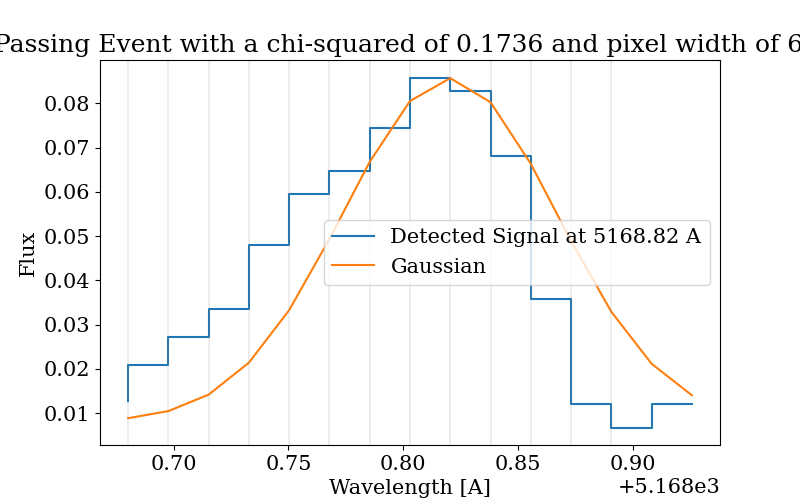 Passing Event with a chi-squared of 0.1736 and pixel width of 6
0.08
0.07
0.06
0.05
0.04
0.03
0.02
0.01
Flux
Detected Signal at 5168.82 A
Gaussian
0.70 0.75 0.80 0.85 0.90
+5.168e3
Wavelength [A]